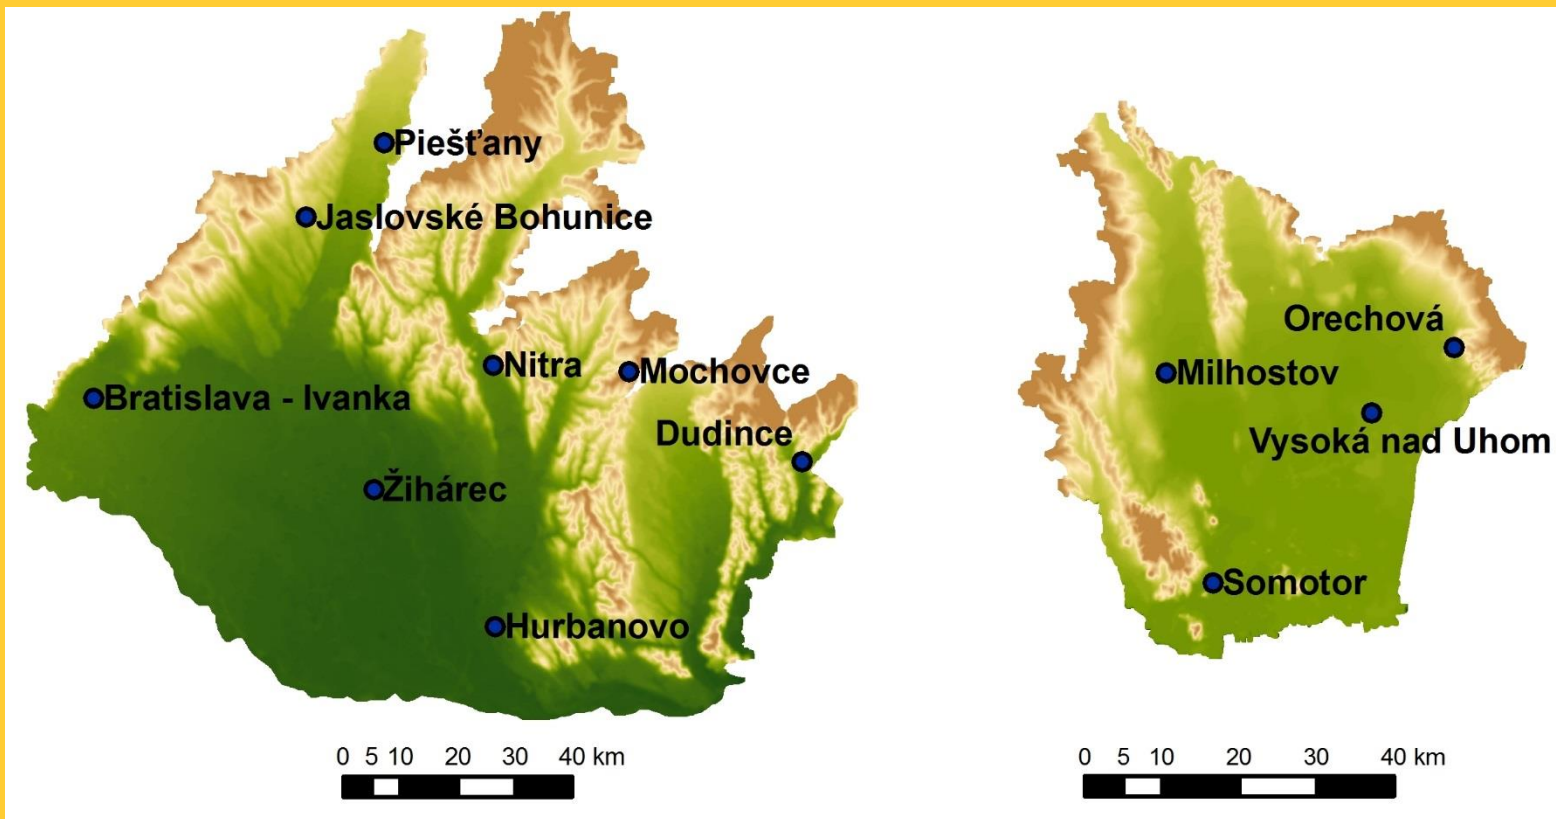 Piešťany
Jaslovské Bohunice
Orechová
Nitra
Mochovce
Milhostov
Bratislava - Ivanka
Dudince
Vysoká nad Uhom
Žihárec
Somotor
Hurbanovo
0 5 10 20 30 40 km
0 5 10 20 30 40 km